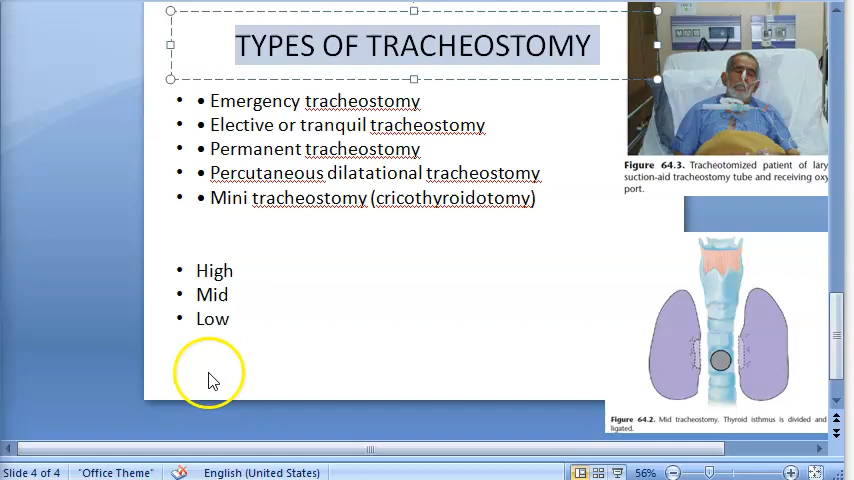 TYPES OF TRACHEOSTOMY
• • Emergency tracheostomy
• • Elective or tranquil tracheostomy
• • Permanent tracheostomy
• • Percutaneous dilatational tracheostomy
• • Mini tracheostomy (cricothyroidotomy)
• High
• Mid
• Low
Figure 64.3. Tracheotomized patient of lary
suction-aid tracheostomy tube and receiving oxy
port.
Figure 64.2. Mid tracheostomy. Thyroid isthmus is divided and
ligated.
Slide 4 of 4 "Office Theme" English (United States) 56%